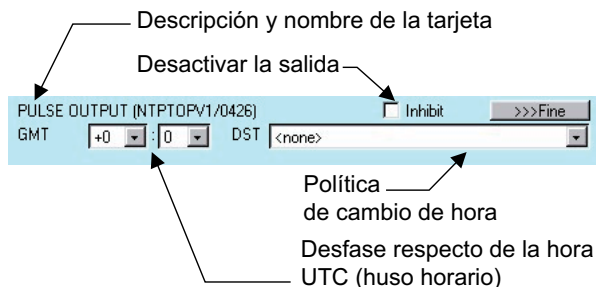 Descripción y nombre de la tarjeta
Desactivar la salida
PULSE OUTPUT (NTPTOPV1/0426) Inhibit >>>Fine
GMT +0 : 0 DST <none>
Política
de cambio de hora
Desfase respecto de la hora
UTC (huso horario)